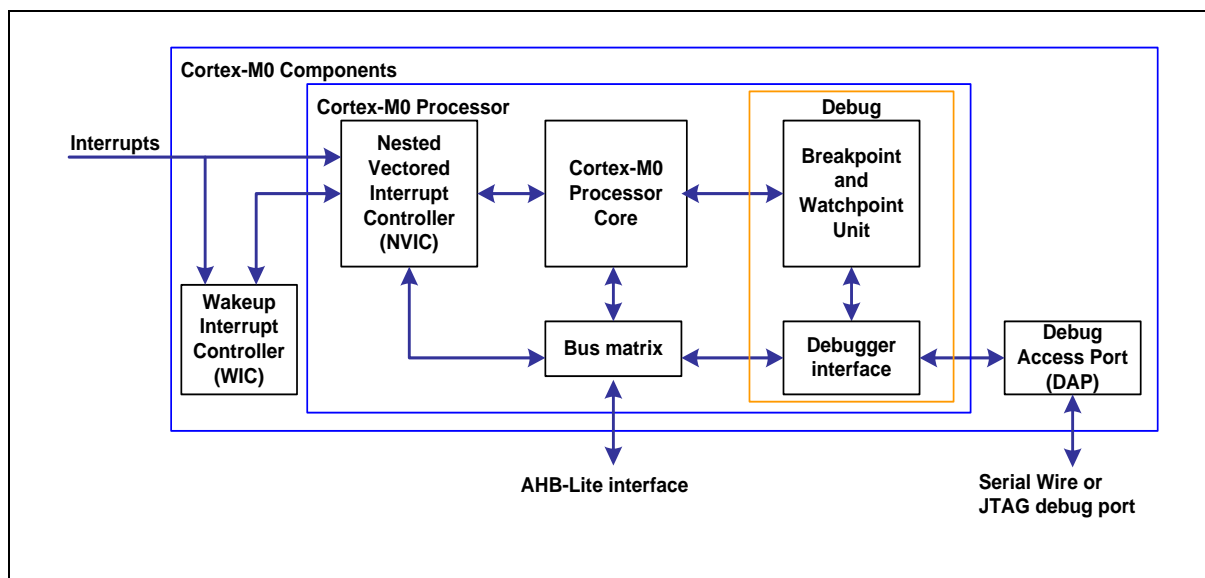 Cortex-M0 Components
Cortex-M0 Processor
Debug
Interrupts
Nested
Vectored
Interrupt
Controller
(NVIC)
Cortex-M0
Processor
Core
Breakpoint
and
Watchpoint
Unit
Wakeup
Interrupt
Controller
(WIC)
Bus matrix
Debugger
interface
Debug
Access Port
(DAP)
AHB-Lite interface
Serial Wire or
JTAG debug port